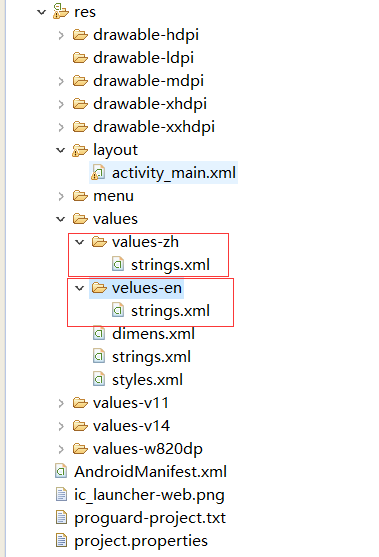 res
drawable-hdpi
drawable-ldpi
drawable-mdpi
drawable-xhdpi
drawable-xxhdpi
layout
activity_main.xml
menu
values
values-zh
strings.xml
velues-en
strings.xml
dimens.xml
strings.xml
styles.xml
values-v11
values-v14
values-w820dp
AndroidManifest.xml
ic_launcher-web.png
proguard-project.txt
project.properties